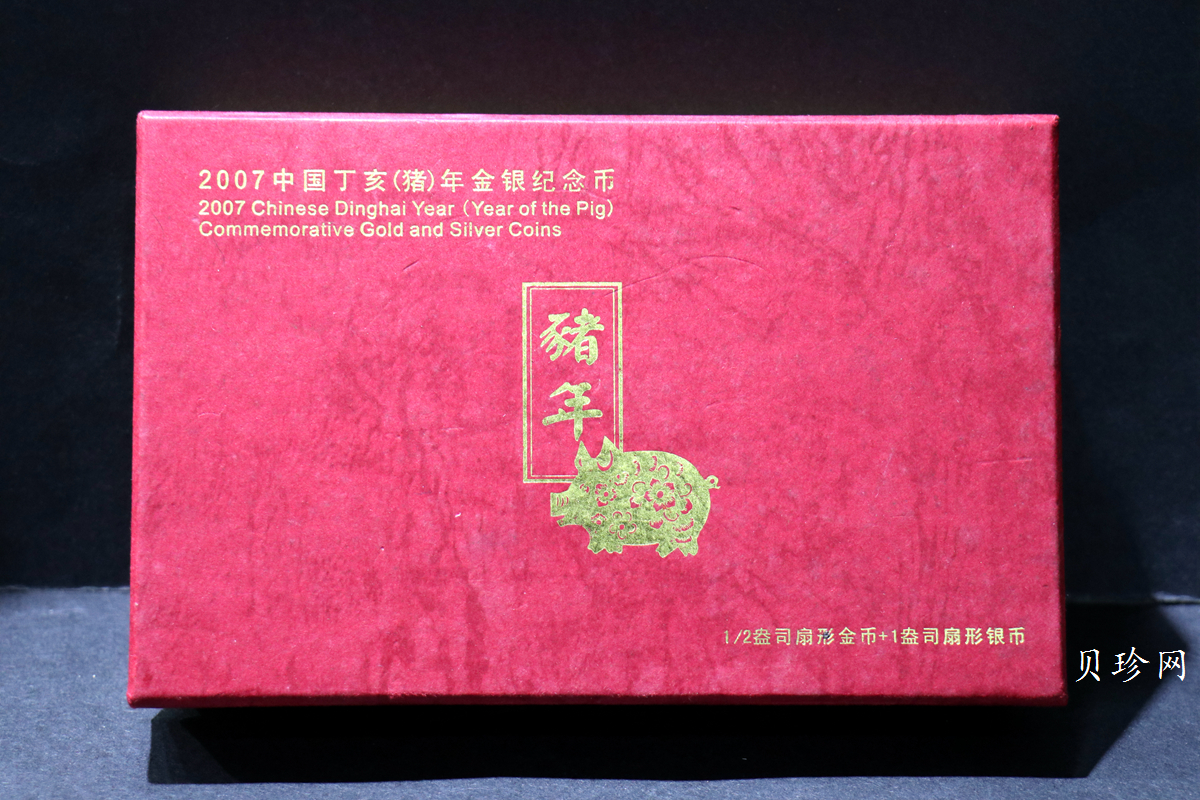 2007中国丁亥(猪)年金银纪念币
2007 Chinese Dinghai Year (Year of the Pig)
Commemorative Gold and Silver Coins
豬
年
1/2盎司扇形金币+1盎司扇形银币
贝珍网